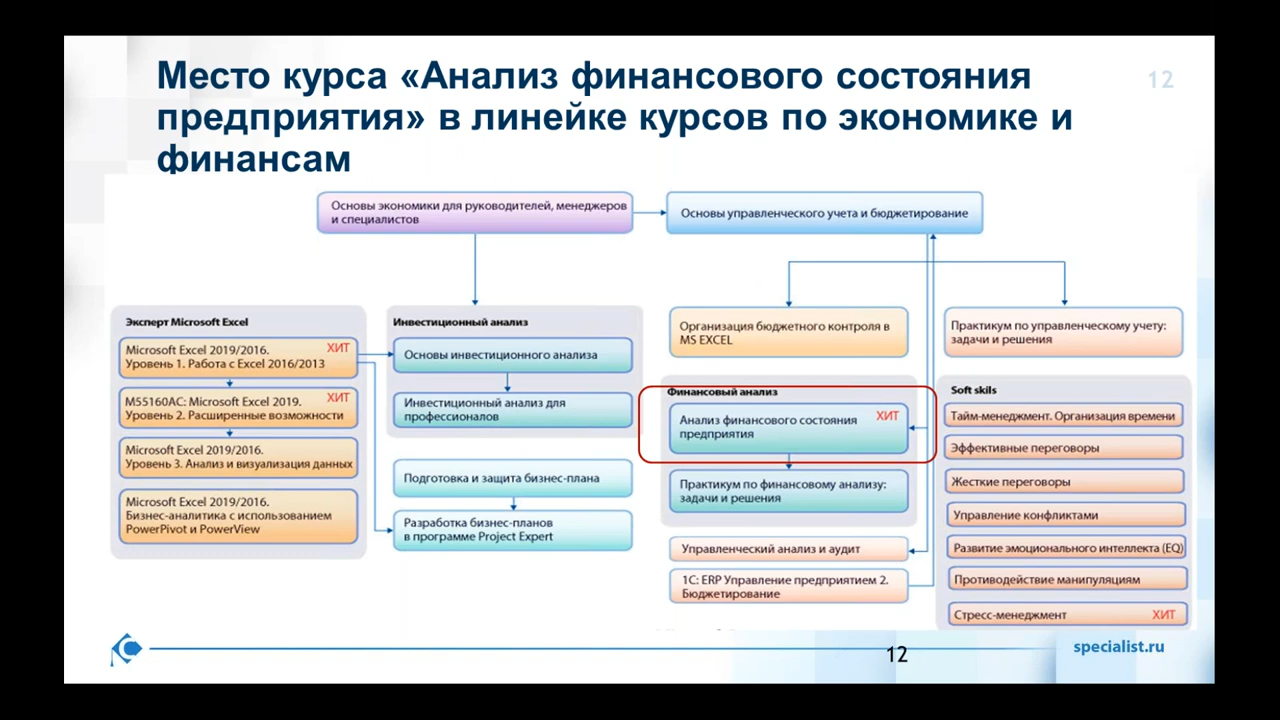 Место курса «Анализ финансового состояния
предприятия» в линейке курсов по экономике и
финансам
12
Основы экономики для руководителей, менеджеров
и специалистов
Основы управленческого учета и бюджетирование
Эксперт Microsoft Excel
Microsoft Excel 2019/2016.
ХИТ
Уровень 1. Работа с Excel 2016/2013
M55160AC: Microsoft Excel 2019.
ХИТ
Уровень 2. Расширенные возможности
Microsoft Excel 2019/2016.
Уровень 3. Анализ и визуализация данных
Microsoft Excel 2019/2016.
Бизнес-аналитика с использованием
PowerPivot и PowerView
Инвестиционный анализ
Основы инвестиционного анализа
Инвестиционный анализ для
профессионалов
Подготовка и защита бизнес-плана
Разработка бизнес-планов
в программе Project Expert
Организация бюджетного контроля в
MS EXCEL
Финансовый анализ
Анализ финансового состояния
ХИТ
предприятия
Практикум по финансовому анализу:
задачи и решения
Управленческий анализ и аудит
1С: ERP Управление предприятием 2.
Бюджетирование
Практикум по управленческому учету:
задачи и решения
Soft skils
Тайм-менеджмент. Организация времени
Эффективные переговоры
Жесткие переговоры
Управление конфликтами
Развитие эмоционального интеллекта (EQ)
Противодействие манипуляциям
Стресс-менеджмент
ХИТ
12
specialist.ru